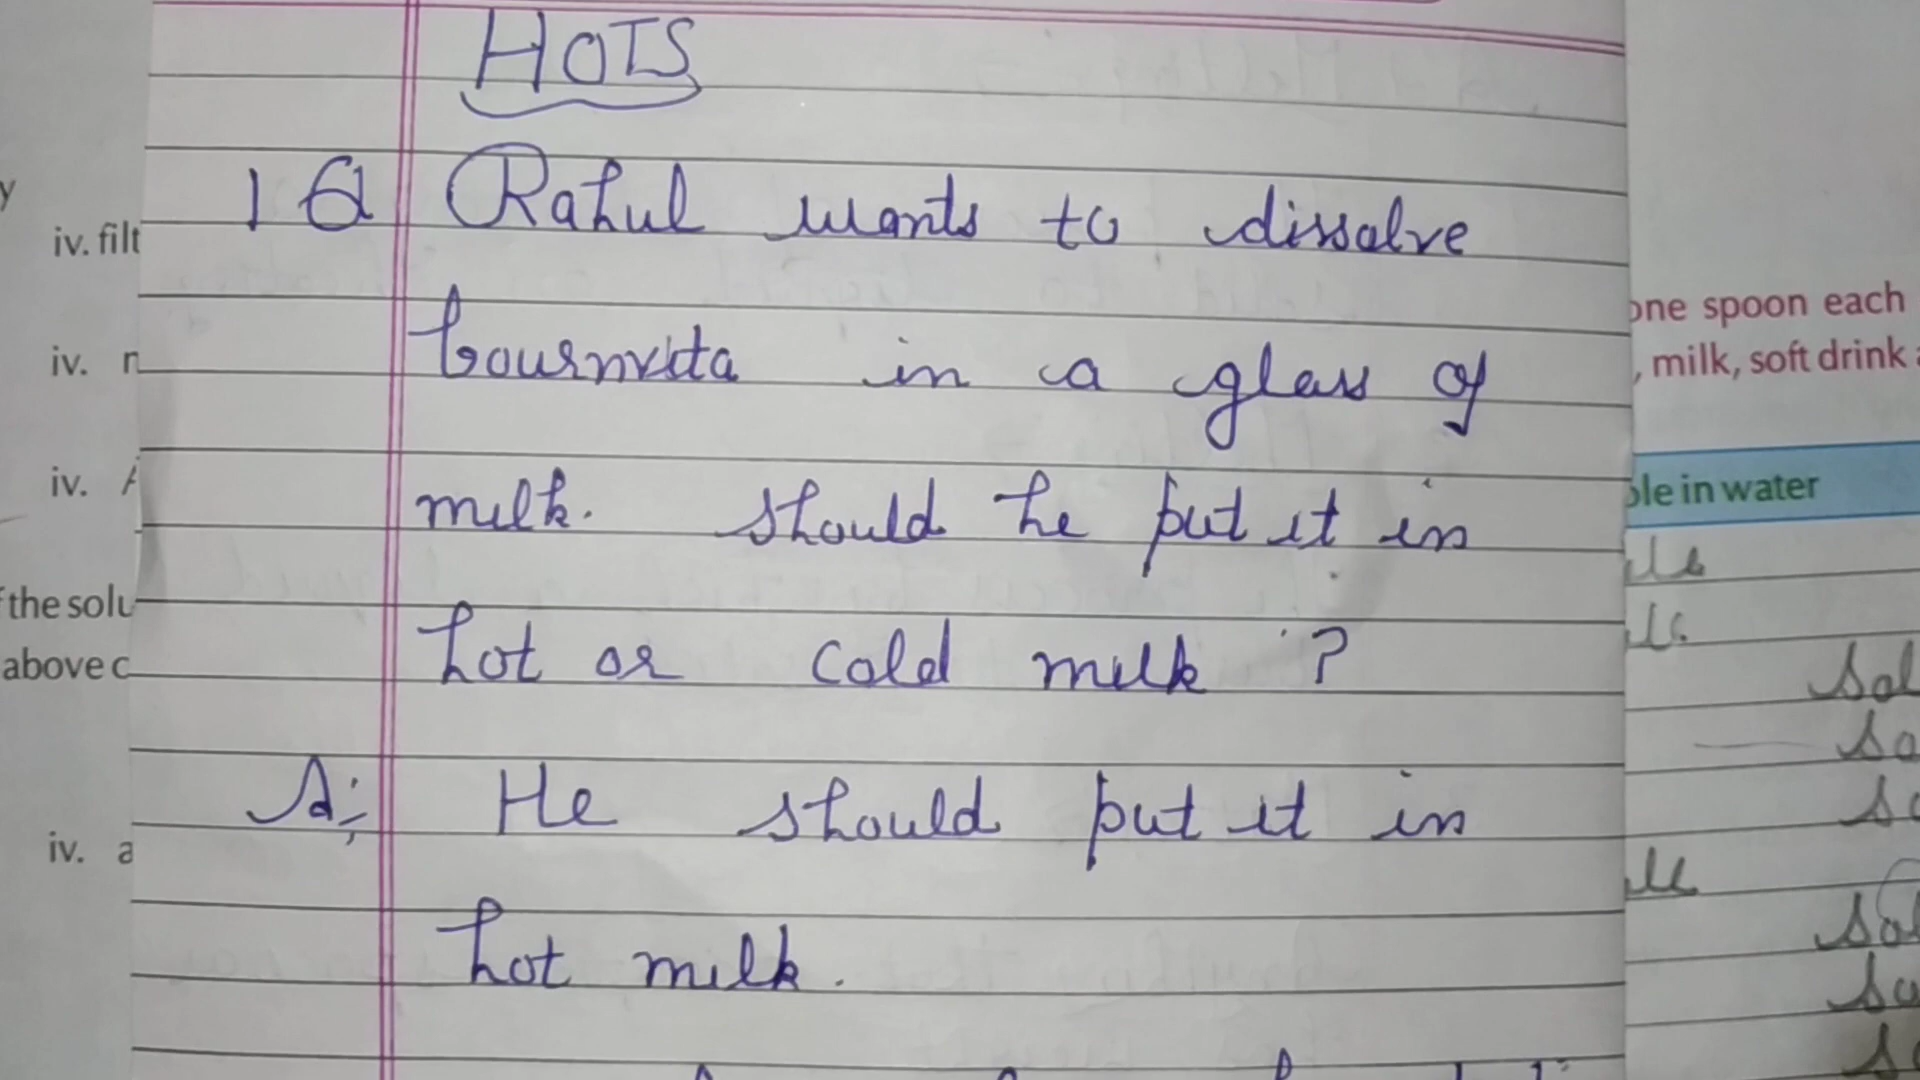 HOTS
1 Q Rahul wants to dissolve
bournvita in a glass of
milk. Should he put it in
hot or cold milk ?
A:- He should put it in
hot milk.
y
iv. filt
iv.
iv.
the solu
above c
iv. a
one spoon each
, milk, soft drink
ble in water